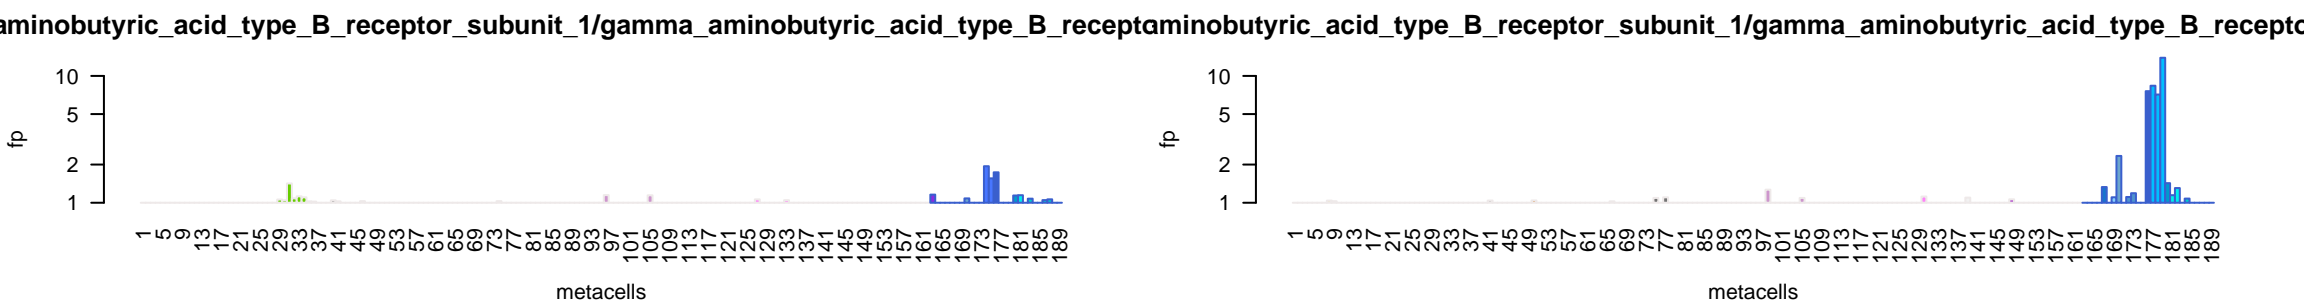 aminobutyric_acid_type_B_receptor_subunit_1/gamma_aminobutyric_acid_type_B_recepto
aminobutyric_acid_type_B_receptor_subunit_1/gamma_aminobutyric_acid_type_B_recepto
fp
10
5
2
1
1 5 9 13 17 21 25 29 33 37 41 45 49 53 57 61 65 69 73 77 81 85 89 93 97 101 105 109 113 117 121 125 129 133 137 141 145 149 153 157 161 165 169 173 177 181 185 189
metacells
fp
10
5
2
1
1 5 9 13 17 21 25 29 33 37 41 45 49 53 57 61 65 69 73 77 81 85 89 93 97 101 105 109 113 117 121 125 129 133 137 141 145 149 153 157 161 165 169 173 177 181 185 189
metacells